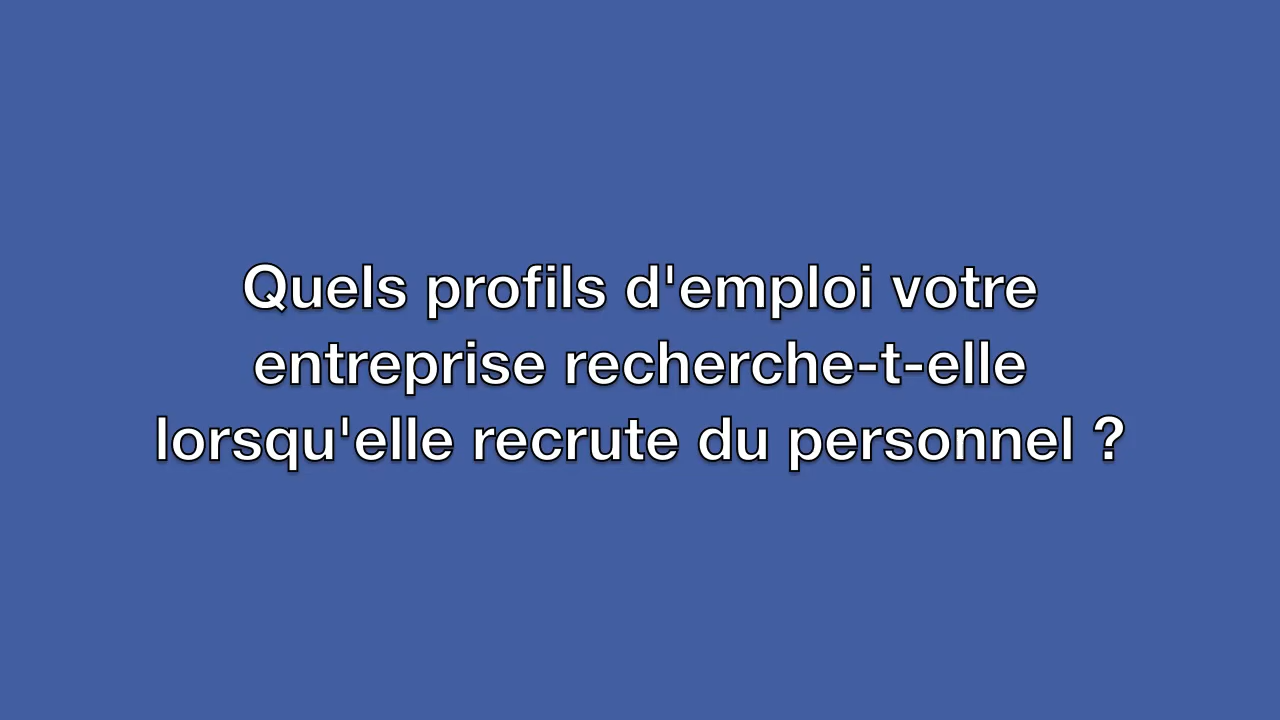 Quels profils d'emploi votre
entreprise recherche-t-elle
lorsqu'elle recrute du personnel ?